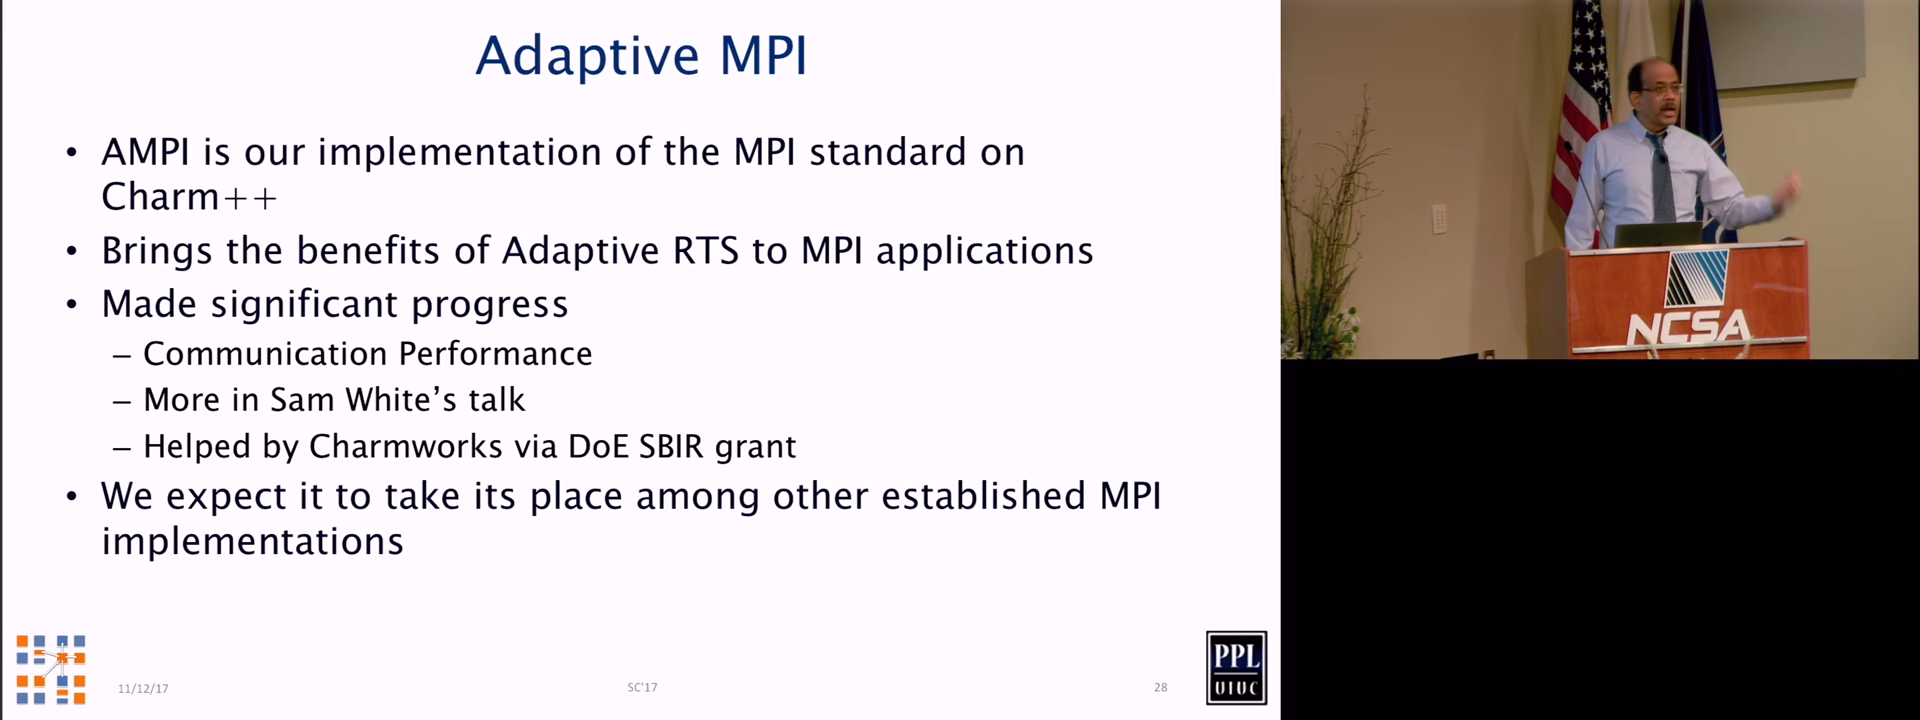 Adaptive MPI
• AMPI is our implementation of the MPI standard on
Charm++
• Brings the benefits of Adaptive RTS to MPI applications
• Made significant progress
– Communication Performance
– More in Sam White’s talk
– Helped by Charmworks via DoE SBIR grant
• We expect it to take its place among other established MPI
implementations
11/12/17
SC'17
28
PPL
UIUC
NCSA